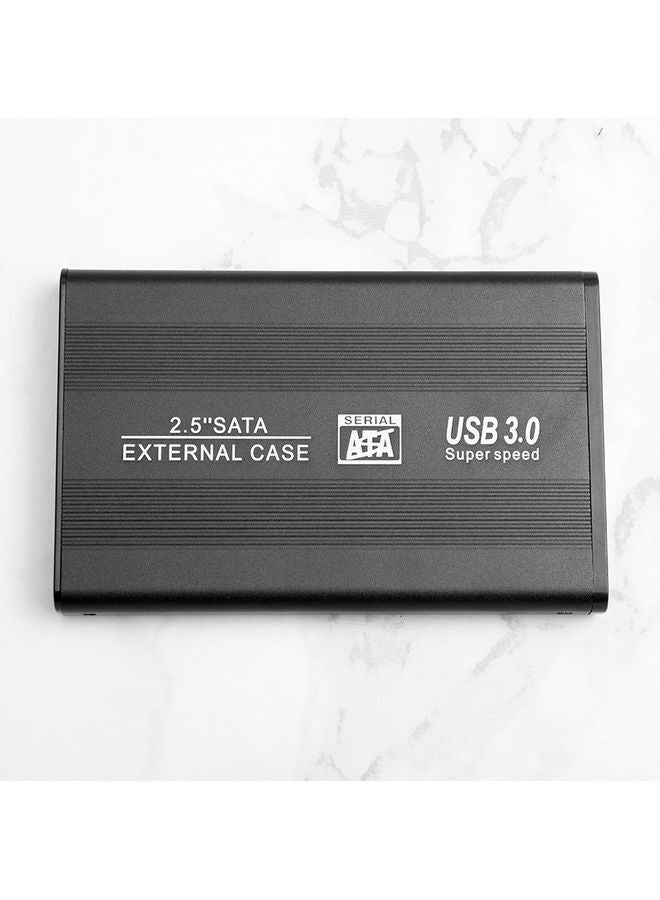 2.5"SATA
EXTERNAL CASE
SERIAL
ATA
USB 3.0
Super speed